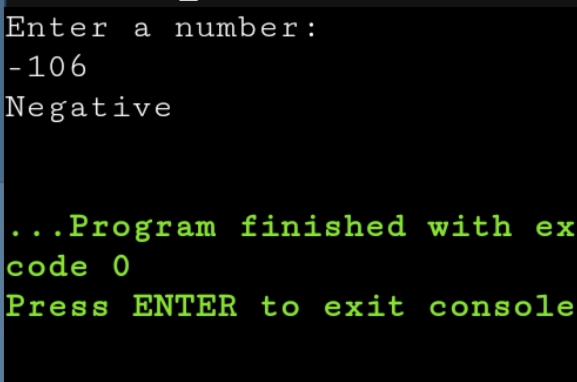 Enter a number:
-106
Negative
...Program finished with ex
code 0
Press ENTER to exit console